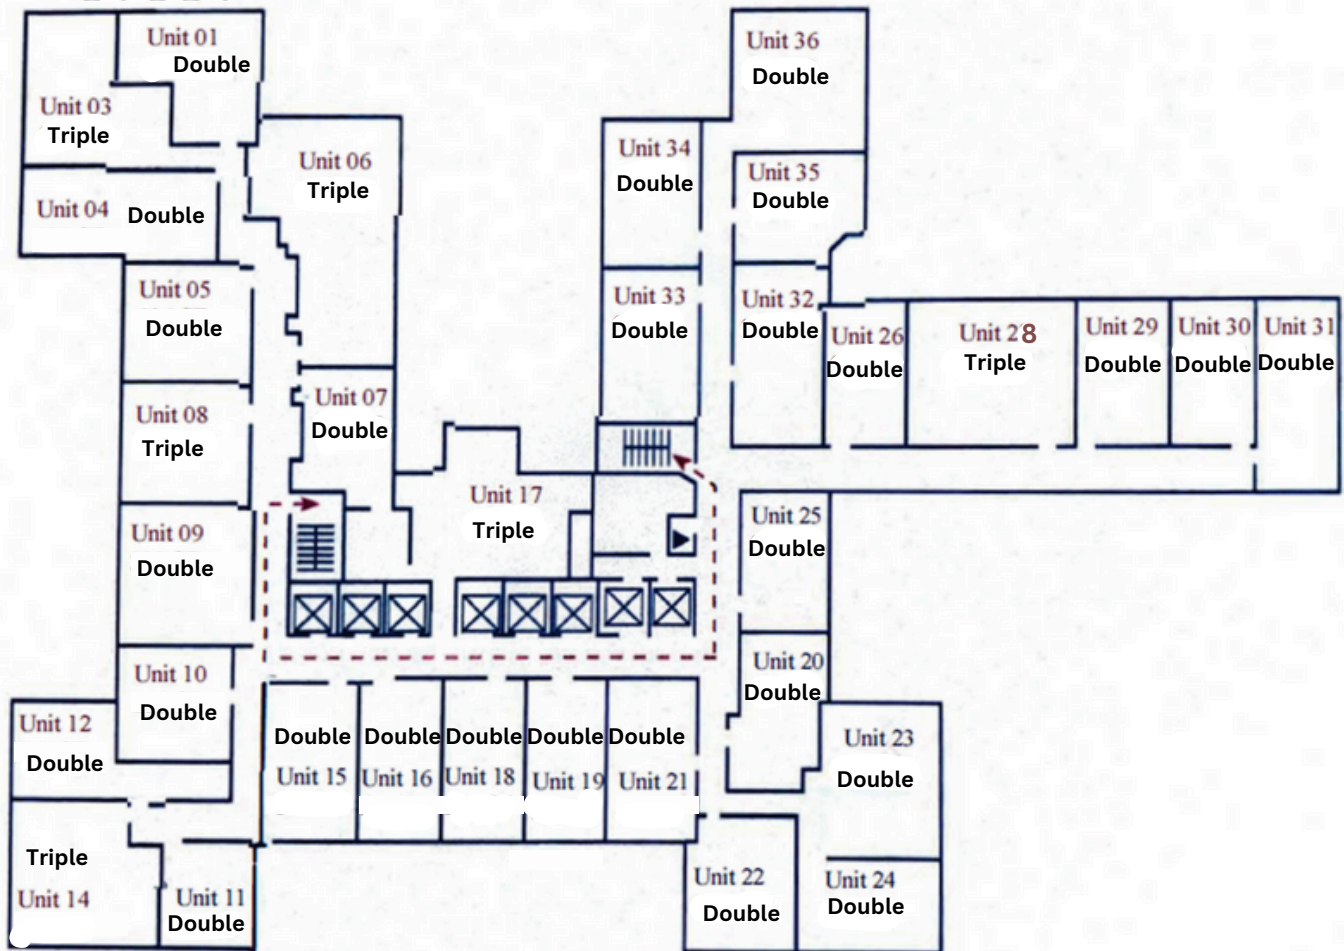 Unit 01
Double
Unit 03
Triple
Unit 04 Double
Unit 06
Triple
Unit 05
Double
Unit 08
Triple
Unit 07
Double
Unit 09
Double
Unit 10
Double
Unit 12
Double
Triple
Unit 14
Unit 11
Double
Unit 17
Triple
Double Double Double Double Double
Unit 15 Unit 16 Unit 18 Unit 19 Unit 21
Unit 36
Double
Unit 34
Double
Unit 35
Double
Unit 33
Double
Unit 32
Double
Unit 26
Double
Unit 28
Triple
Unit 29
Double
Unit 30
Double
Unit 31
Double
Unit 25
Double
Unit 20
Double
Unit 23
Double
Unit 22
Double
Unit 24
Double